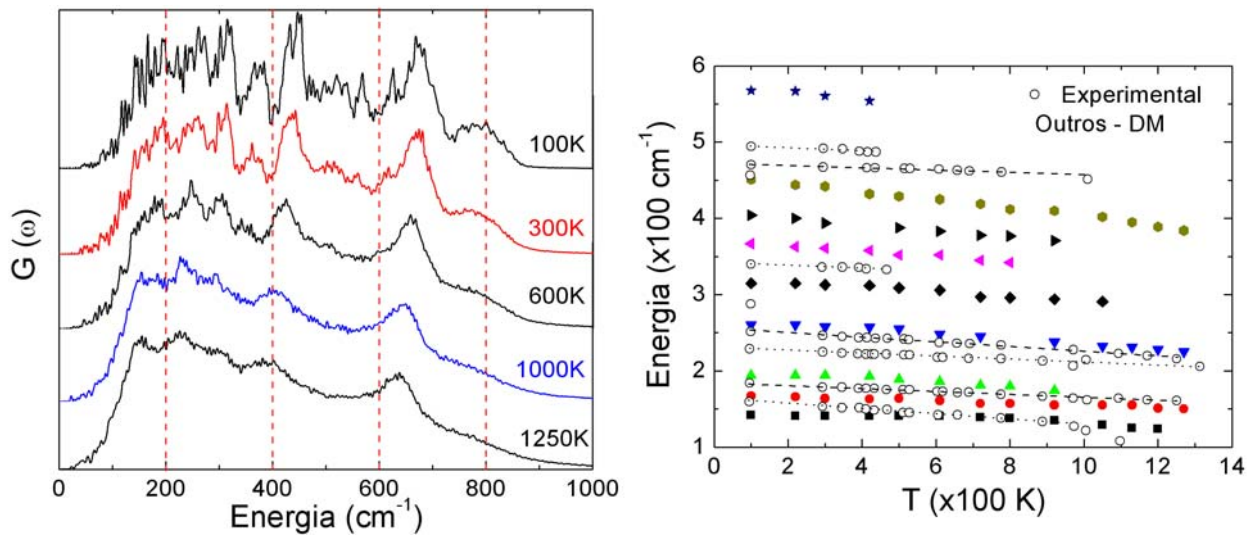 G (ω)
100K
300K
600K
1000K
1250K
0 200 400 600 800 1000
Energia (cm⁻¹)
Energia (x100 cm⁻¹)
6
5
4
3
2
1
Experimental
Outros - DM
0 2 4 6 8 10 12 14
T (x100 K)